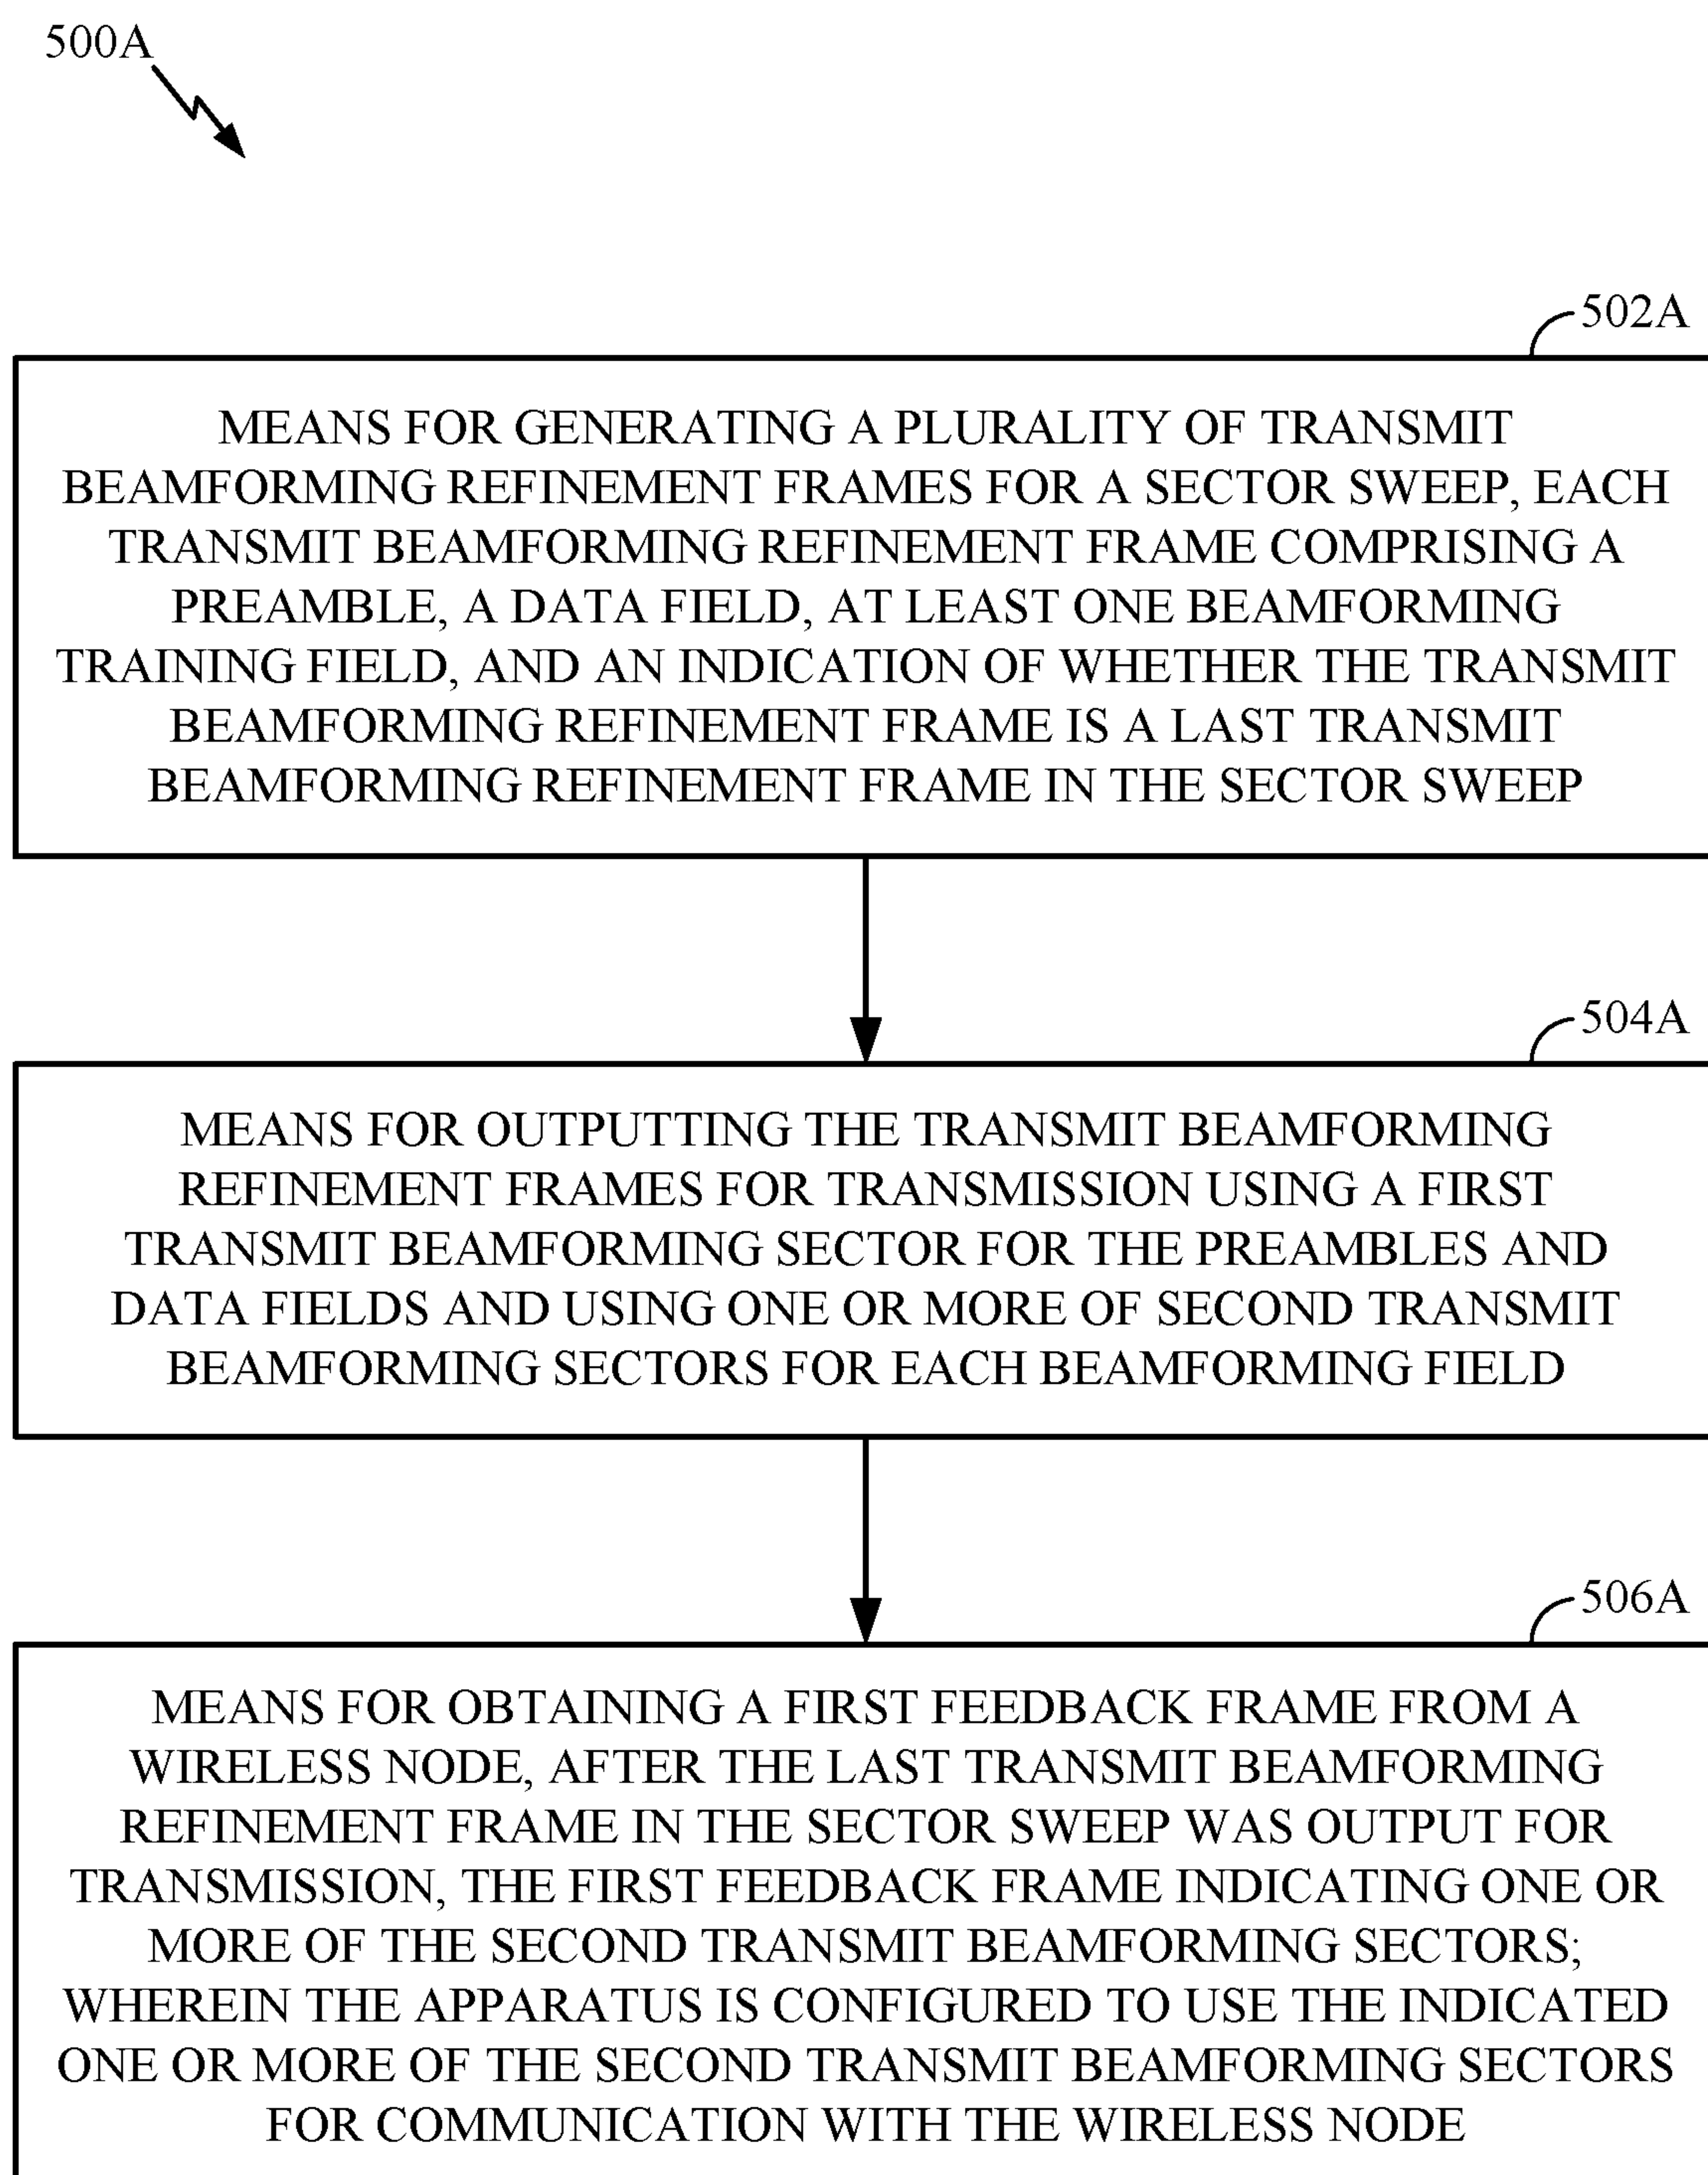 500A
502A
MEANS FOR GENERATING A PLURALITY OF TRANSMIT
BEAMFORMING REFINEMENT FRAMES FOR A SECTOR SWEEP, EACH
TRANSMIT BEAMFORMING REFINEMENT FRAME COMPRISING A
PREAMBLE, A DATA FIELD, AT LEAST ONE BEAMFORMING
TRAINING FIELD, AND AN INDICATION OF WHETHER THE TRANSMIT
BEAMFORMING REFINEMENT FRAME IS A LAST TRANSMIT
BEAMFORMING REFINEMENT FRAME IN THE SECTOR SWEEP
504A
MEANS FOR OUTPUTTING THE TRANSMIT BEAMFORMING
REFINEMENT FRAMES FOR TRANSMISSION USING A FIRST
TRANSMIT BEAMFORMING SECTOR FOR THE PREAMBLES AND
DATA FIELDS AND USING ONE OR MORE OF SECOND TRANSMIT
BEAMFORMING SECTORS FOR EACH BEAMFORMING FIELD
506A
MEANS FOR OBTAINING A FIRST FEEDBACK FRAME FROM A
WIRELESS NODE, AFTER THE LAST TRANSMIT BEAMFORMING
REFINEMENT FRAME IN THE SECTOR SWEEP WAS OUTPUT FOR
TRANSMISSION, THE FIRST FEEDBACK FRAME INDICATING ONE OR
MORE OF THE SECOND TRANSMIT BEAMFORMING SECTORS;
WHEREIN THE APPARATUS IS CONFIGURED TO USE THE INDICATED
ONE OR MORE OF THE SECOND TRANSMIT BEAMFORMING SECTORS
FOR COMMUNICATION WITH THE WIRELESS NODE